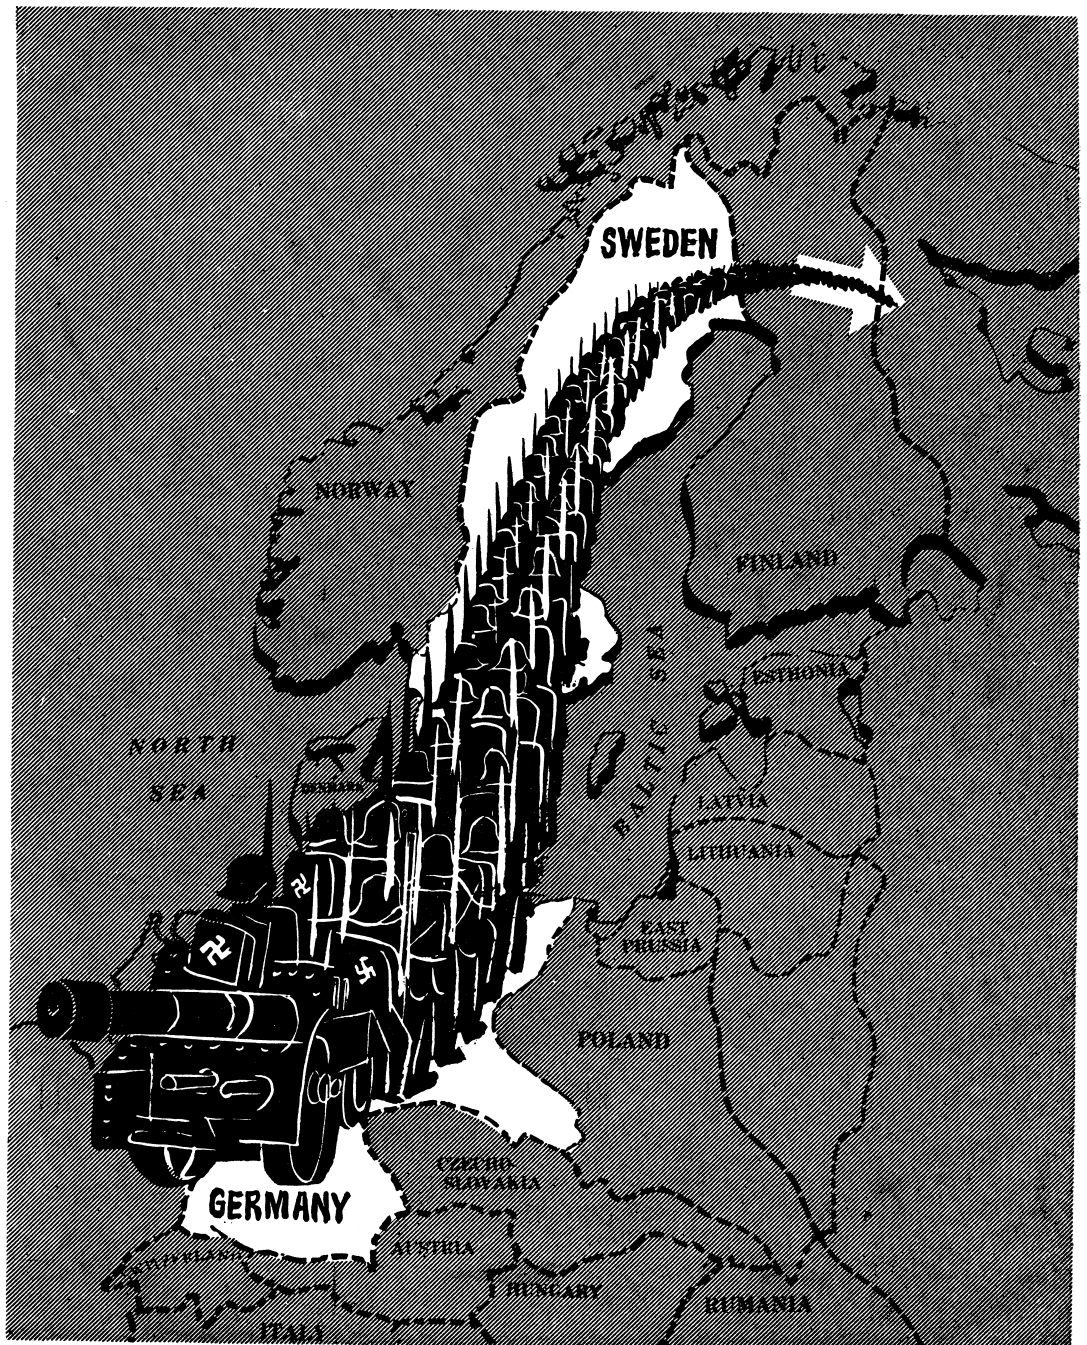 SWEDEN
NORWAY
FINLAND
SEA
BALTIC
ESTHONIA
NORTH
SEA
DENMARK
LATVIA
LITHUANIA
EAST
PRUSSIA
POLAND
CZECHO-
SLOVAKIA
GERMANY
AUSTRIA
HUNGARY
RUMANIA
ITALY